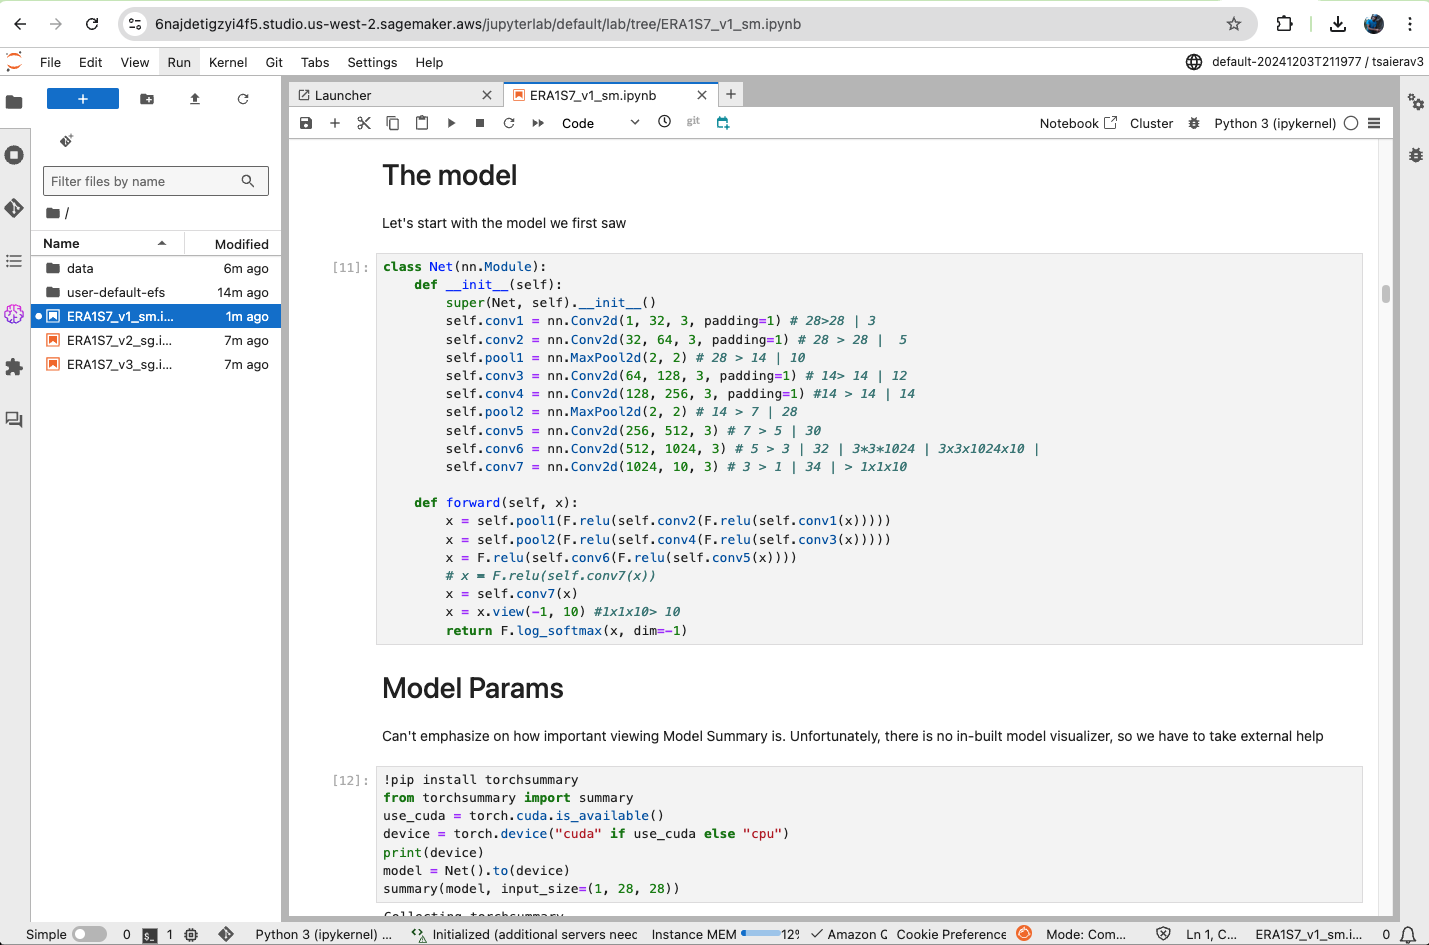 6najdetigzyi4f5.studio.us-west-2.sagemaker.aws/jupyterlab/default/lab/tree/ERA1S7_v1_sm.ipynb
File Edit View Run Kernel Git Tabs Settings Help
default-20241203T211977 / tsaierav3
Launcher
ERA1S7_v1_sm.ipynb
Code
git
Notebook
Cluster
Python 3 (ipykernel)
Filter files by name
/
Name Modified
data 6m ago
user-default-efs 14m ago
ERA1S7_v1_sm.i... 1m ago
ERA1S7_v2_sg.i... 7m ago
ERA1S7_v3_sg.i... 7m ago
The model
Let's start with the model we first saw
[11]:
class Net(nn.Module):
    def __init__(self):
        super(Net, self).__init__()
        self.conv1 = nn.Conv2d(1, 32, 3, padding=1) # 28>28 | 3
        self.conv2 = nn.Conv2d(32, 64, 3, padding=1) # 28 > 28 |  5
        self.pool1 = nn.MaxPool2d(2, 2) # 28 > 14 | 10
        self.conv3 = nn.Conv2d(64, 128, 3, padding=1) # 14> 14 | 12
        self.conv4 = nn.Conv2d(128, 256, 3, padding=1) #14 > 14 | 14
        self.pool2 = nn.MaxPool2d(2, 2) # 14 > 7 | 28
        self.conv5 = nn.Conv2d(256, 512, 3) # 7 > 5 | 30
        self.conv6 = nn.Conv2d(512, 1024, 3) # 5 > 3 | 32 | 3*3*1024 | 3x3x1024x10 |
        self.conv7 = nn.Conv2d(1024, 10, 3) # 3 > 1 | 34 | > 1x1x10
    def forward(self, x):
        x = self.pool1(F.relu(self.conv2(F.relu(self.conv1(x)))))
        x = self.pool2(F.relu(self.conv4(F.relu(self.conv3(x)))))
        x = F.relu(self.conv6(F.relu(self.conv5(x))))
        # x = F.relu(self.conv7(x))
        x = self.conv7(x)
        x = x.view(-1, 10) #1x1x10> 10
        return F.log_softmax(x, dim=-1)
Model Params
Can't emphasize on how important viewing Model Summary is. Unfortunately, there is no in-built model visualizer, so we have to take external help
[12]:
!pip install torchsummary
from torchsummary import summary
use_cuda = torch.cuda.is_available()
device = torch.device("cuda" if use_cuda else "cpu")
print(device)
model = Net().to(device)
summary(model, input_size=(1, 28, 28))
Collecting torchsummary
Simple 0 1 Python 3 (ipykernel) ... Initialized (additional servers neec Instance MEM 12% Amazon Q Cookie Preference Mode: Com... Ln 1, C... ERA1S7_v1_sm.i... 0